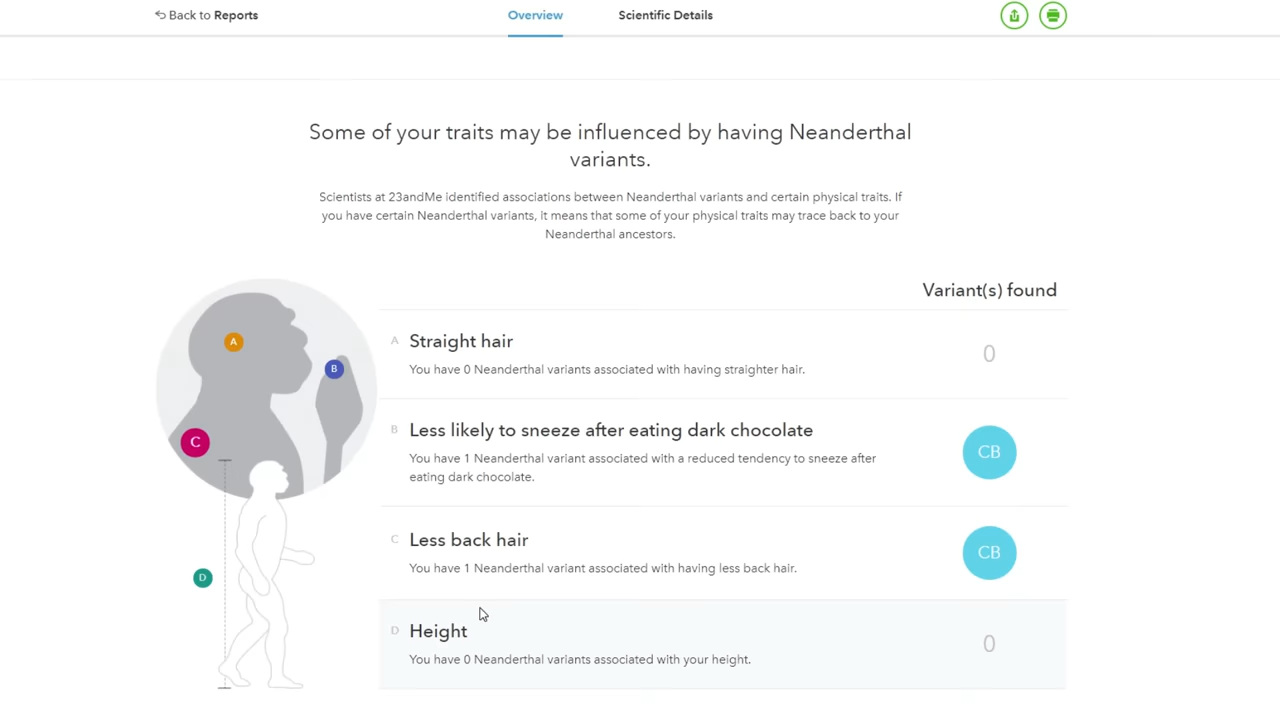 Back to Reports
Overview
Scientific Details
Some of your traits may be influenced by having Neanderthal
variants.
Scientists at 23andMe identified associations between Neanderthal variants and certain physical traits. If
you have certain Neanderthal variants, it means that some of your physical traits may trace back to your
Neanderthal ancestors.
Variant(s) found
A
B
C
D
A Straight hair
You have 0 Neanderthal variants associated with having straighter hair.
0
B Less likely to sneeze after eating dark chocolate
You have 1 Neanderthal variant associated with a reduced tendency to sneeze after
eating dark chocolate.
CB
C Less back hair
You have 1 Neanderthal variant associated with having less back hair.
CB
D Height
You have 0 Neanderthal variants associated with your height.
0